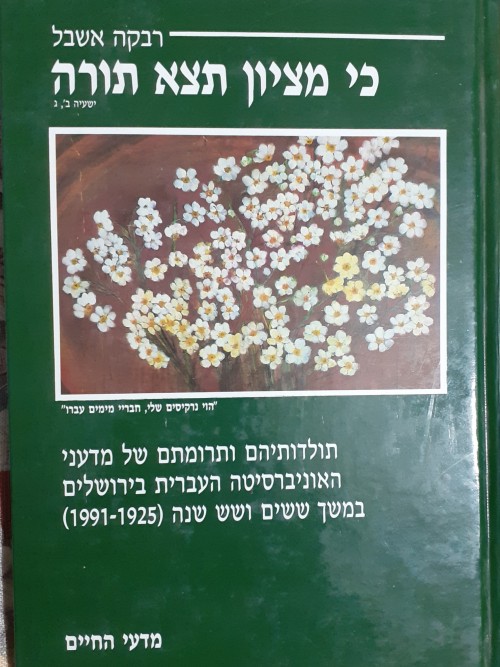 רבקה אשבל
כי מציון תצא תורה
ישעיה ב', ג
"הוי נרקיסים שלי, חבריי מימים עברו"
תולדותיהם ותרומתם של מדעני
האוניברסיטה העברית בירושלים
במשך ששים ושש שנה (1991-1925)
מדעי החיים